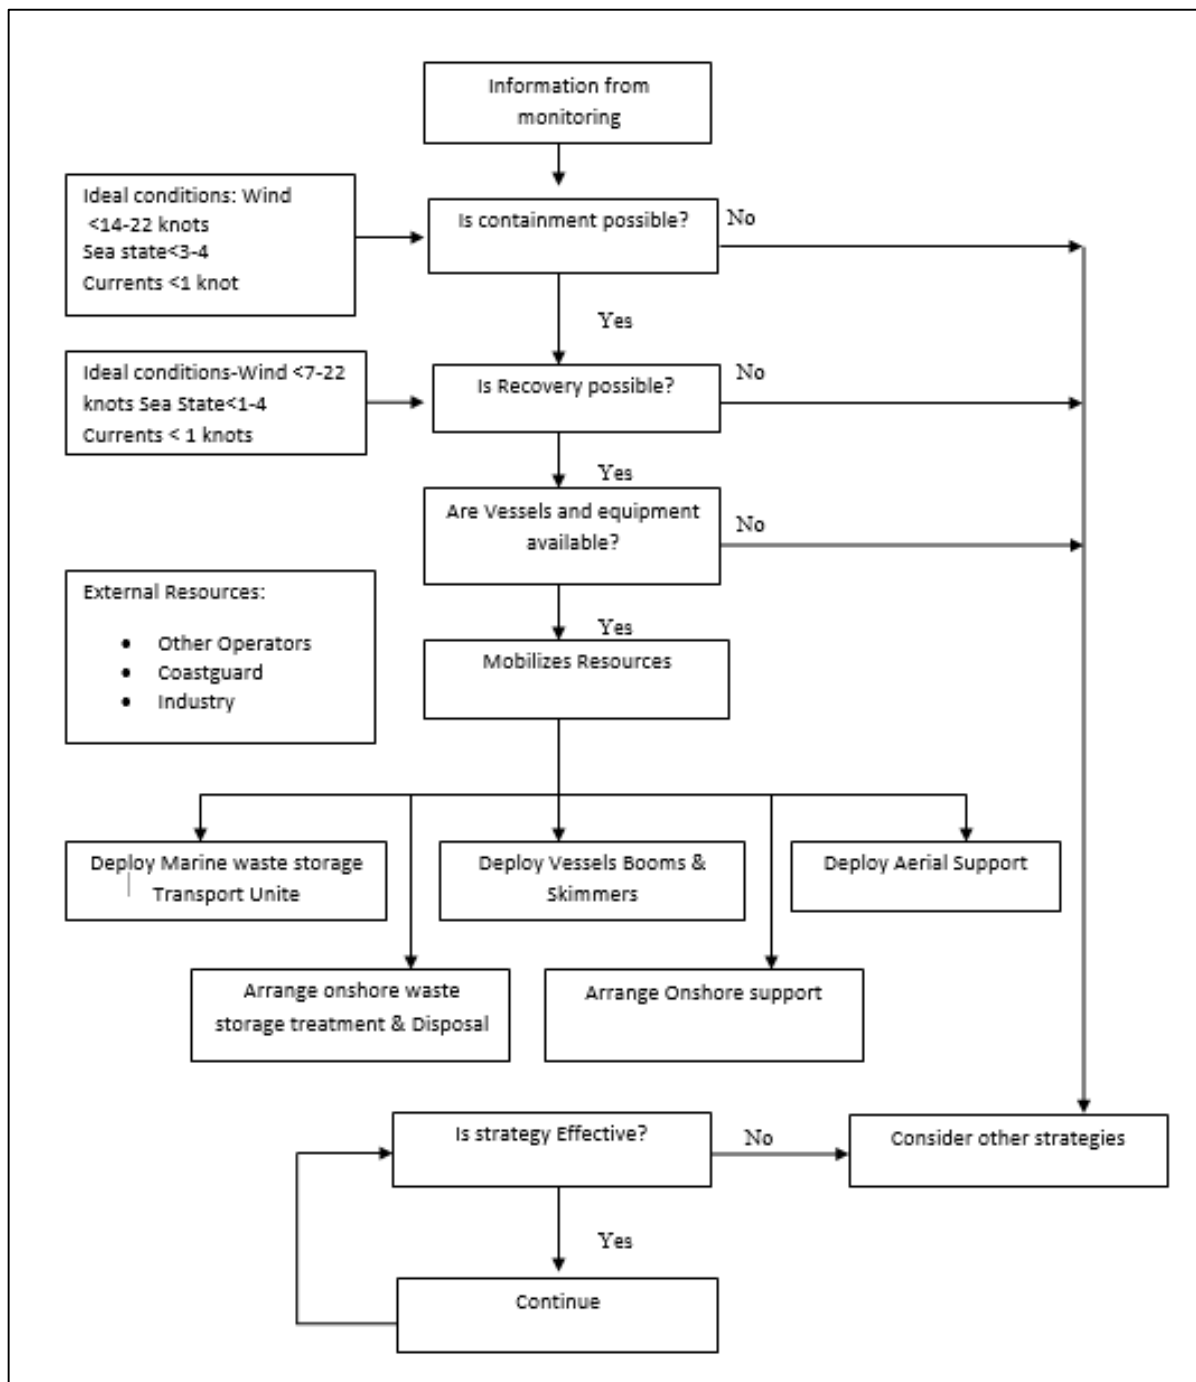 Information from
monitoring
Ideal conditions: Wind
<14-22 knots
Sea state<3-4
Currents <1 knot
Is containment possible?
No
Yes
Ideal conditions-Wind <7-22
knots Sea State<1-4
Currents < 1 knots
Is Recovery possible?
No
Yes
Are Vessels and equipment
available?
No
Yes
External Resources:
• Other Operators
• Coastguard
• Industry
Mobilizes Resources
Deploy Marine waste storage
Transport Unite
Deploy Vessels Booms &
Skimmers
Deploy Aerial Support
Arrange onshore waste
storage treatment & Disposal
Arrange Onshore support
Is strategy Effective?
No
Consider other strategies
Yes
Continue